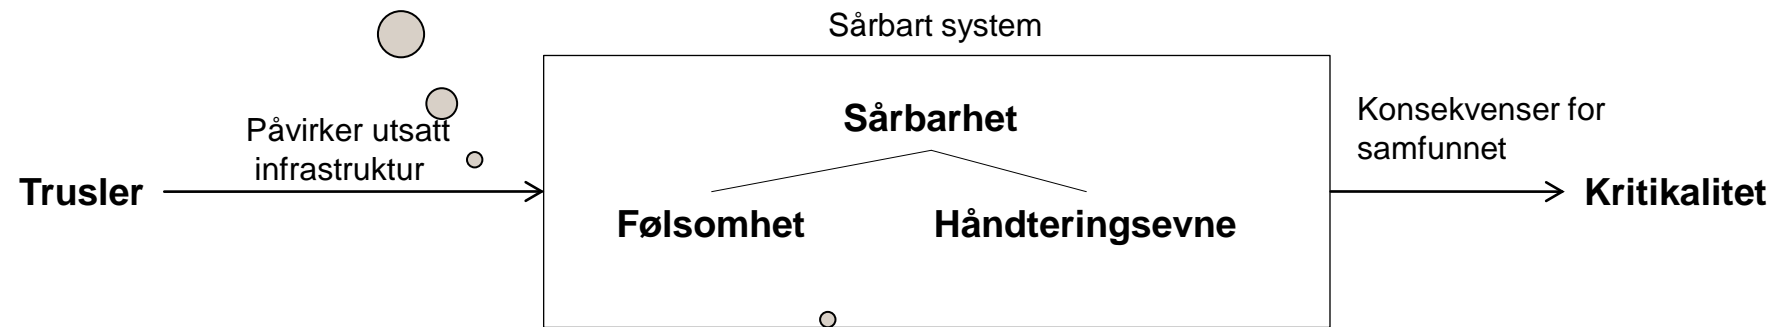 Sårbart system
Påvirker utsatt
infrastruktur
Trusler
Sårbarhet
Følsomhet
Håndteringsevne
Konsekvenser for
samfunnet
Kritikalitet